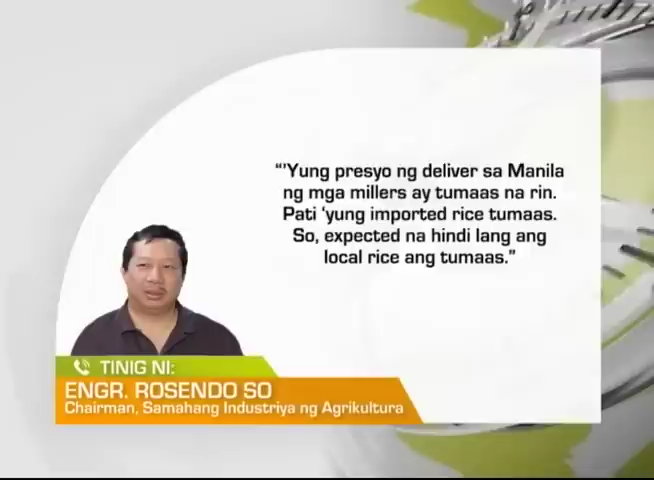 “’Yung presyo ng deliver sa Manila
ng mga millers ay tumaas na rin.
Pati ‘yung imported rice tumaas.
So, expected na hindi lang ang
local rice ang tumaas.”
TINIG NI:
ENGR. ROSENDO SO
Chairman, Samahang Industriya ng Agrikultura